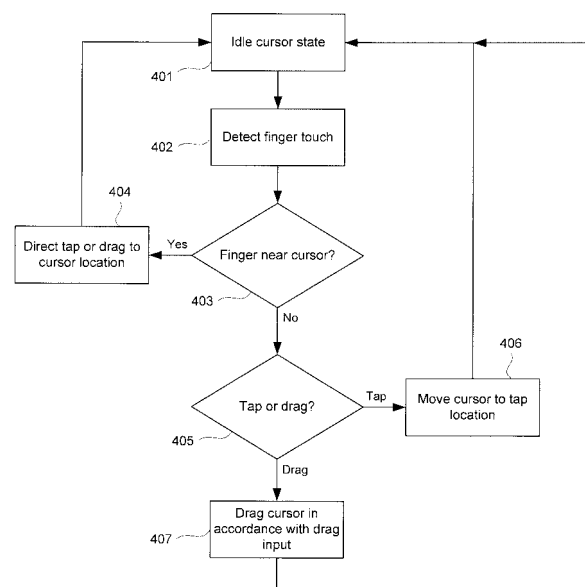 Idle cursor state
401
Detect finger touch
402
404
Direct tap or drag to
cursor location
Yes
Finger near cursor?
403
No
406
Tap or drag?
Tap
Move cursor to tap
location
405
Drag
Drag cursor in
accordance with drag
input
407